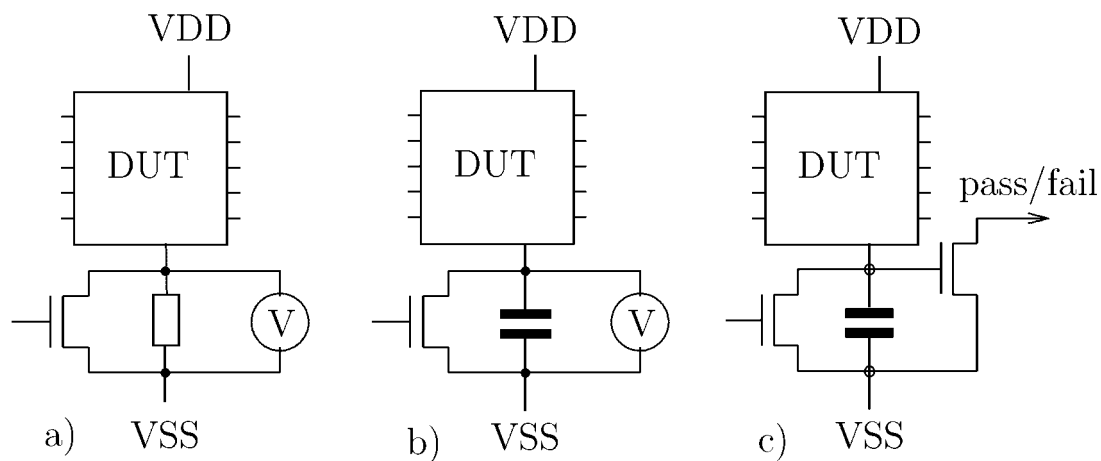 VDD
DUT
V
VSS
a)
VDD
DUT
V
VSS
b)
VDD
DUT
pass/fail
VSS
c)